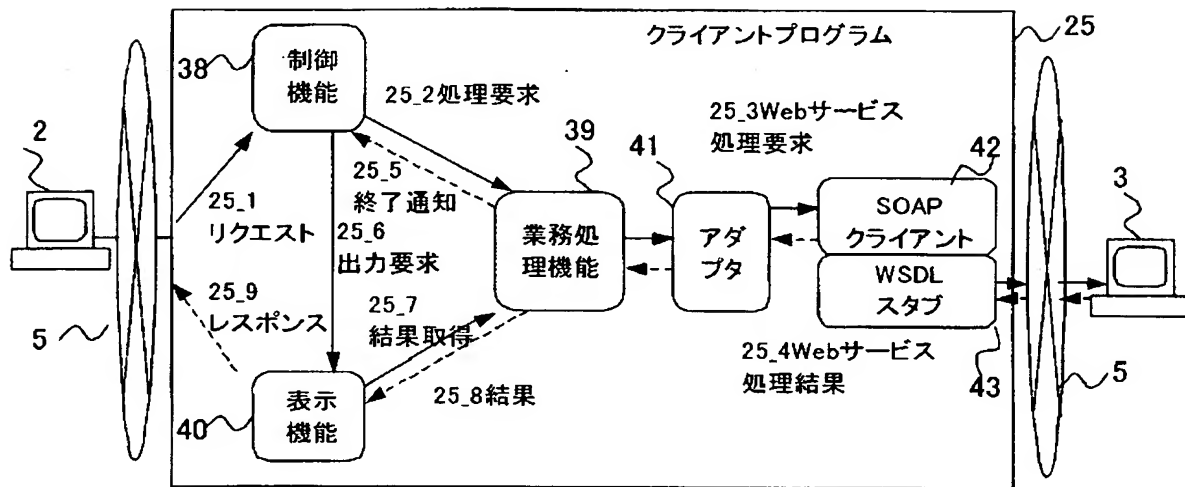 クライアントプログラム
25
38
制御
機能
25_2処理要求
25_3Webサービス
処理要求
2
39
41
42
25_5
終了通知
3
25_1
リクエスト
25_6
出力要求
業務処
理機能
アダ
プタ
SOAP
クライアント
WSDL
スタブ
25_9
レスポンス
25_7
結果取得
5
25_4Webサービス
処理結果
43
5
25_8結果
40
表示
機能